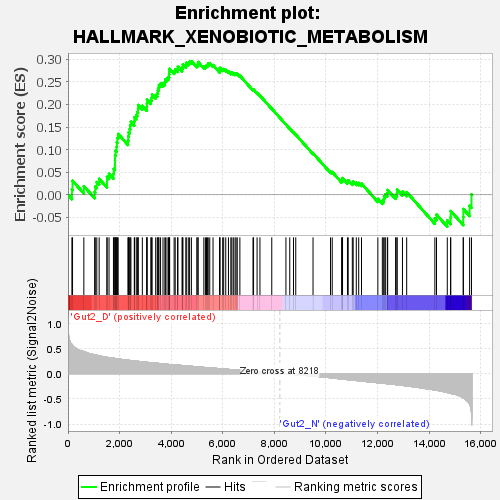 Enrichment plot:
HALLMARK_XENOBIOTIC_METABOLISM
Enrichment score (ES)
0.30
0.25
0.20
0.15
0.10
0.05
0.00
-0.05
Ranked list metric (Signal2Noise)
'Gut2_D' (positively correlated)
1.0
0.5
0.0
-0.5
-1.0
Zero cross at 8218
'Gut2_N' (negatively correlated)
0 2,000 4,000 6,000 8,000 10,000 12,000 14,000 16,000
Rank in Ordered Dataset
Enrichment profile Hits Ranking metric scores